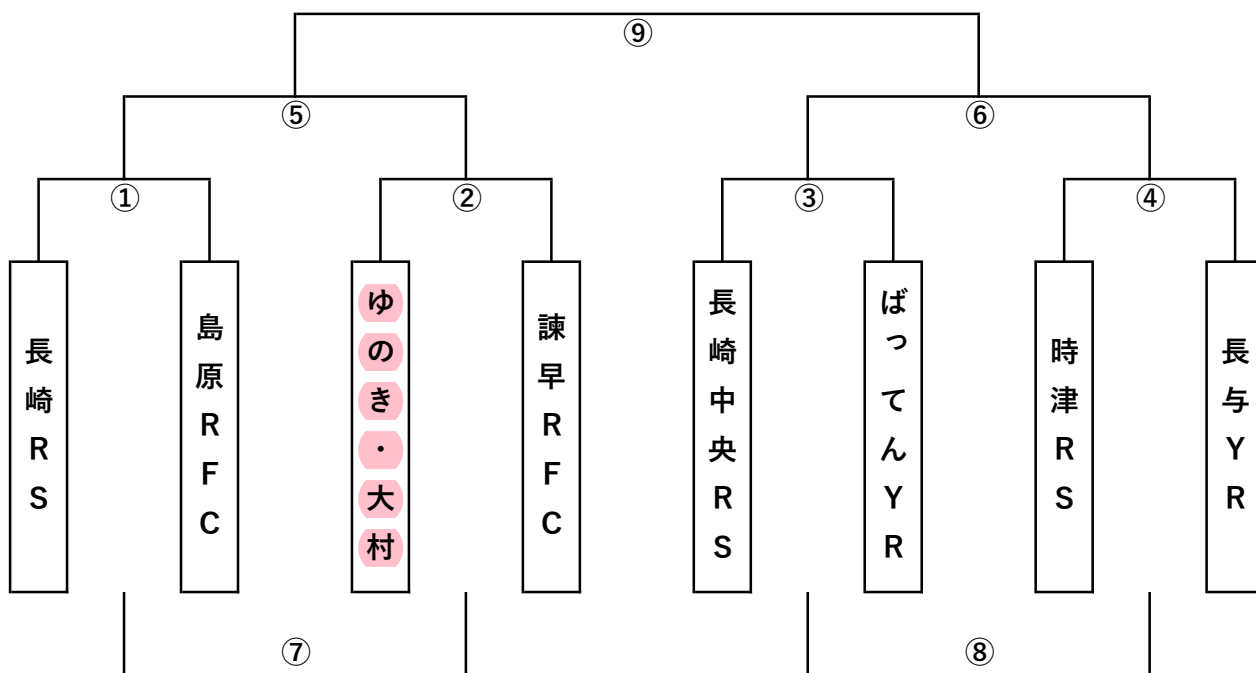 ⑨
⑤
⑥
①
②
③
④
長崎RS
島原RFC
ゆのき・大村
諫早RFC
長崎中央RS
ばってんYR
時津RS
長与YR
⑦
⑧